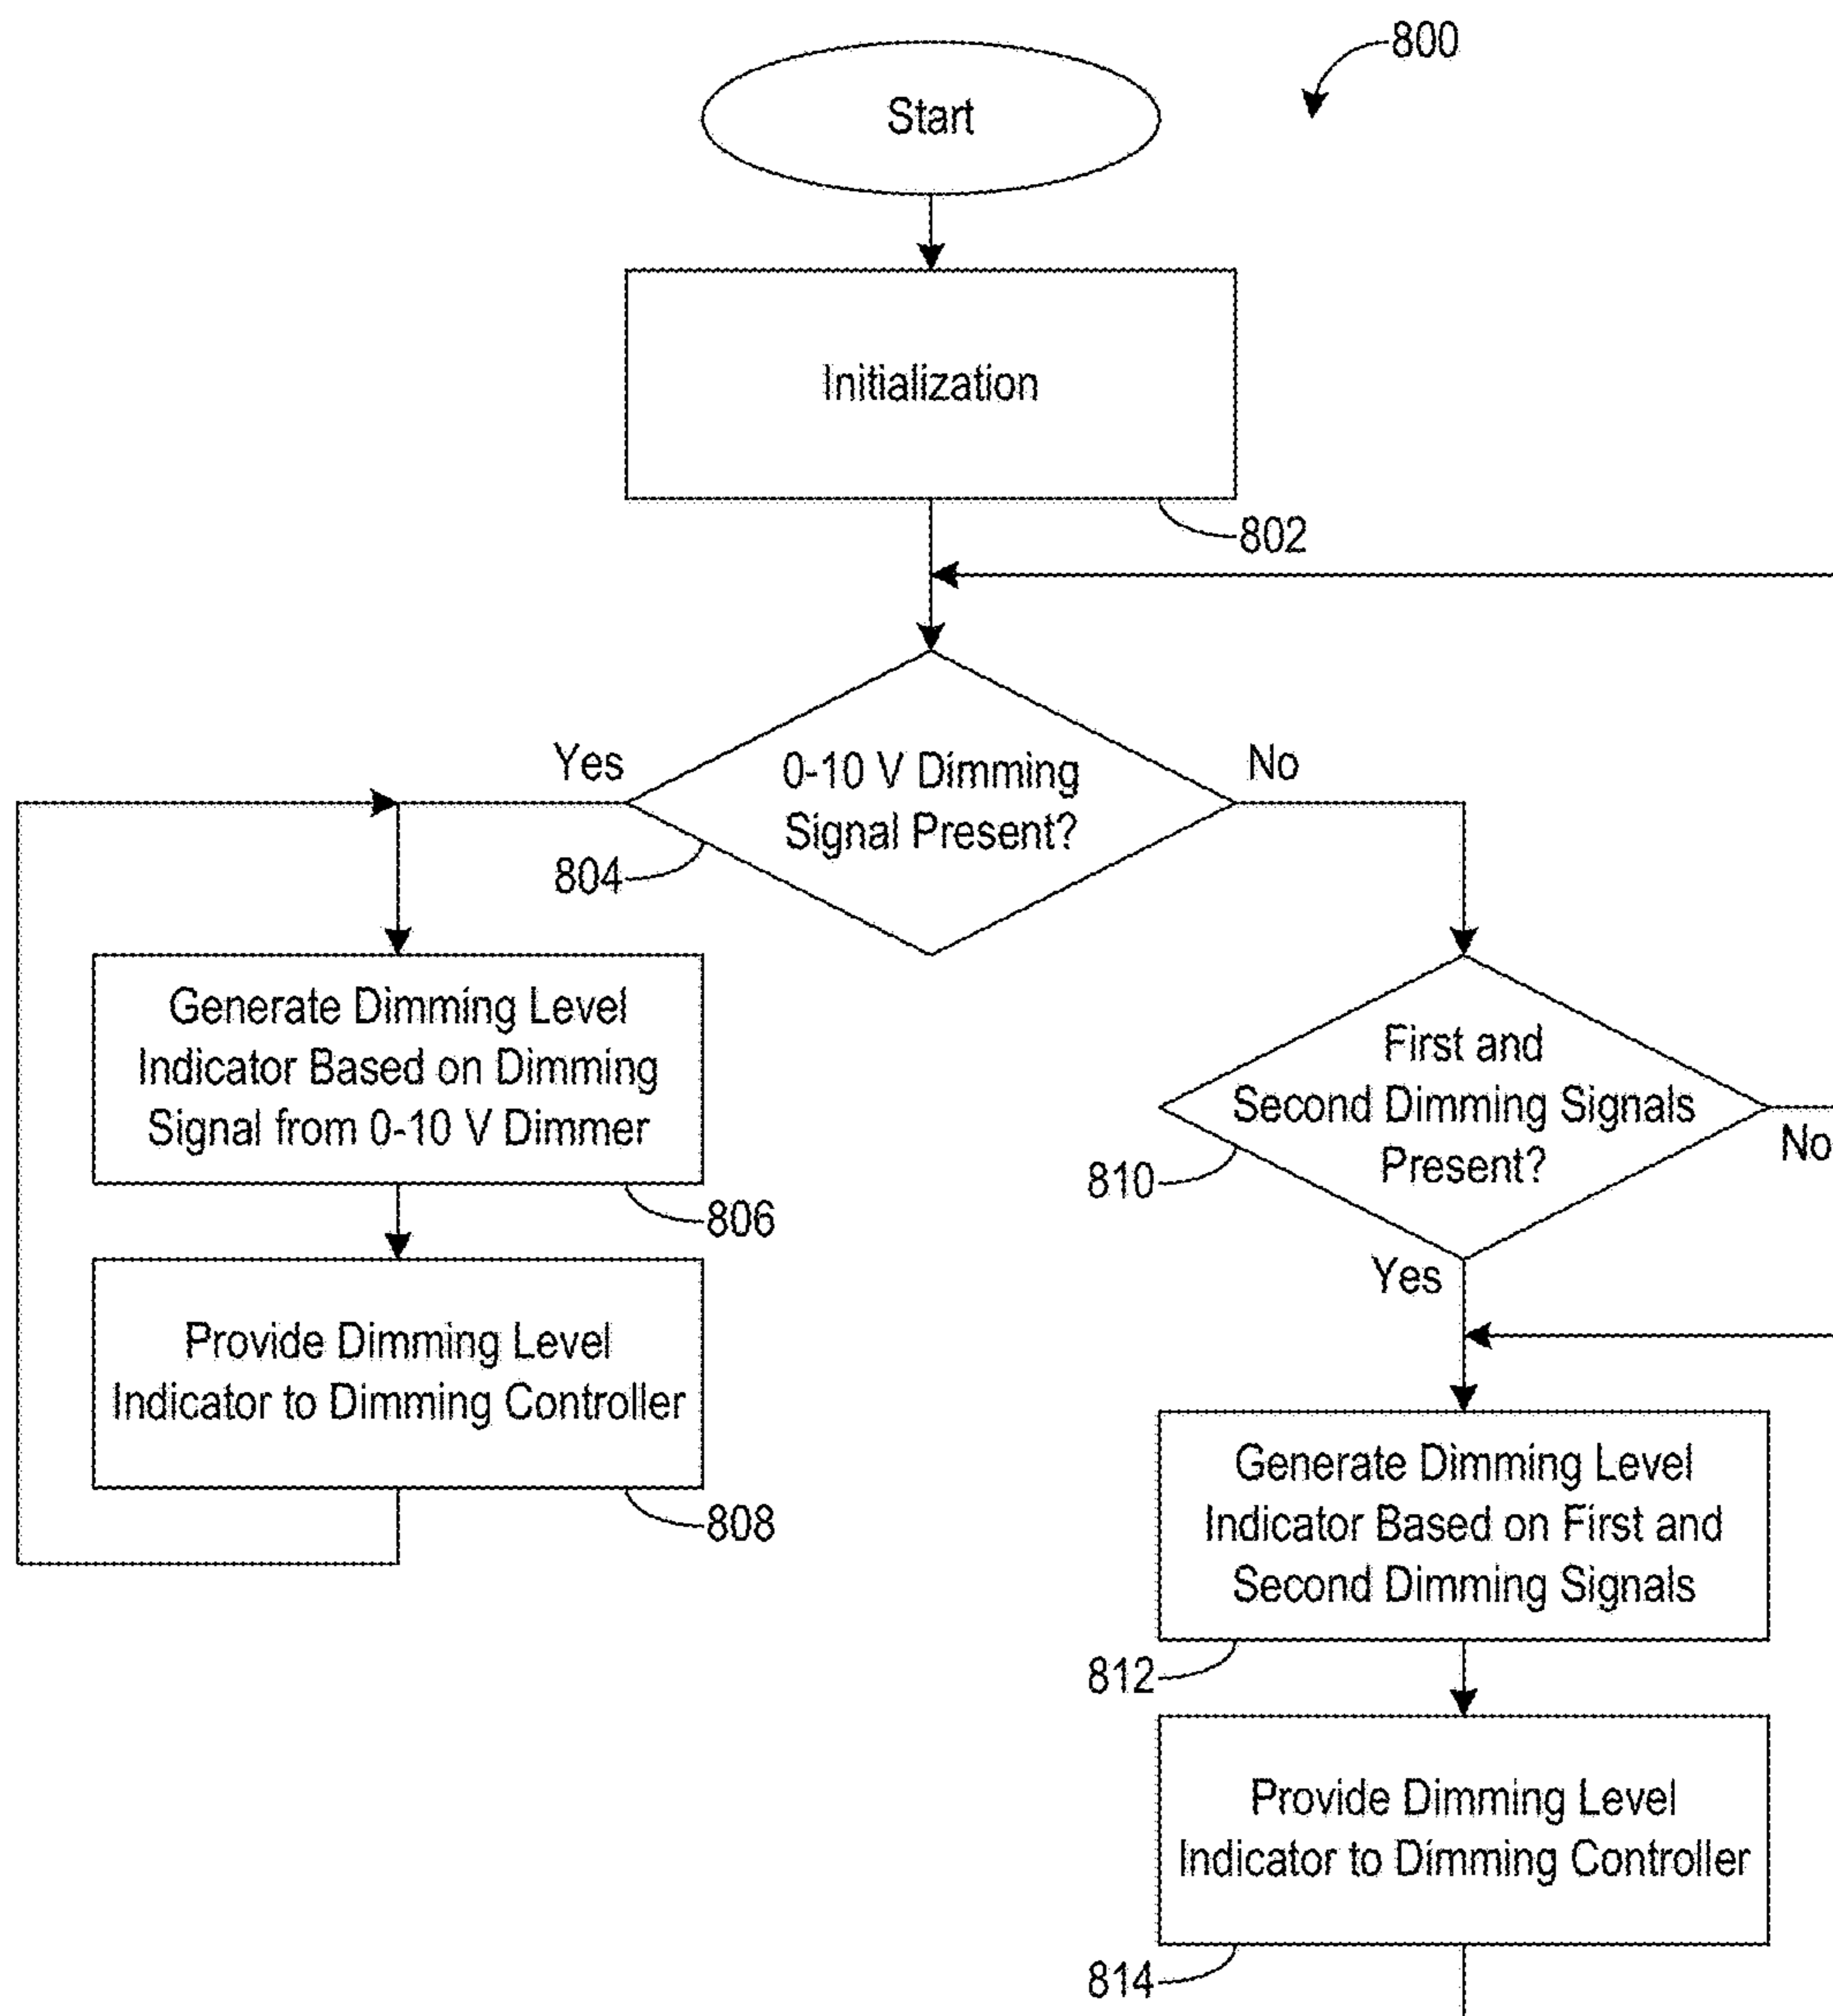 800
Start
Initialization
802
0-10 V Dimming
Signal Present?
Yes
No
804
Generate Dimming Level
Indicator Based on Dimming
Signal from 0-10 V Dimmer
806
Provide Dimming Level
Indicator to Dimming Controller
808
First and
Second Dimming Signals
Present?
No
810
Yes
Generate Dimming Level
Indicator Based on First and
Second Dimming Signals
812
Provide Dimming Level
Indicator to Dimming Controller
814